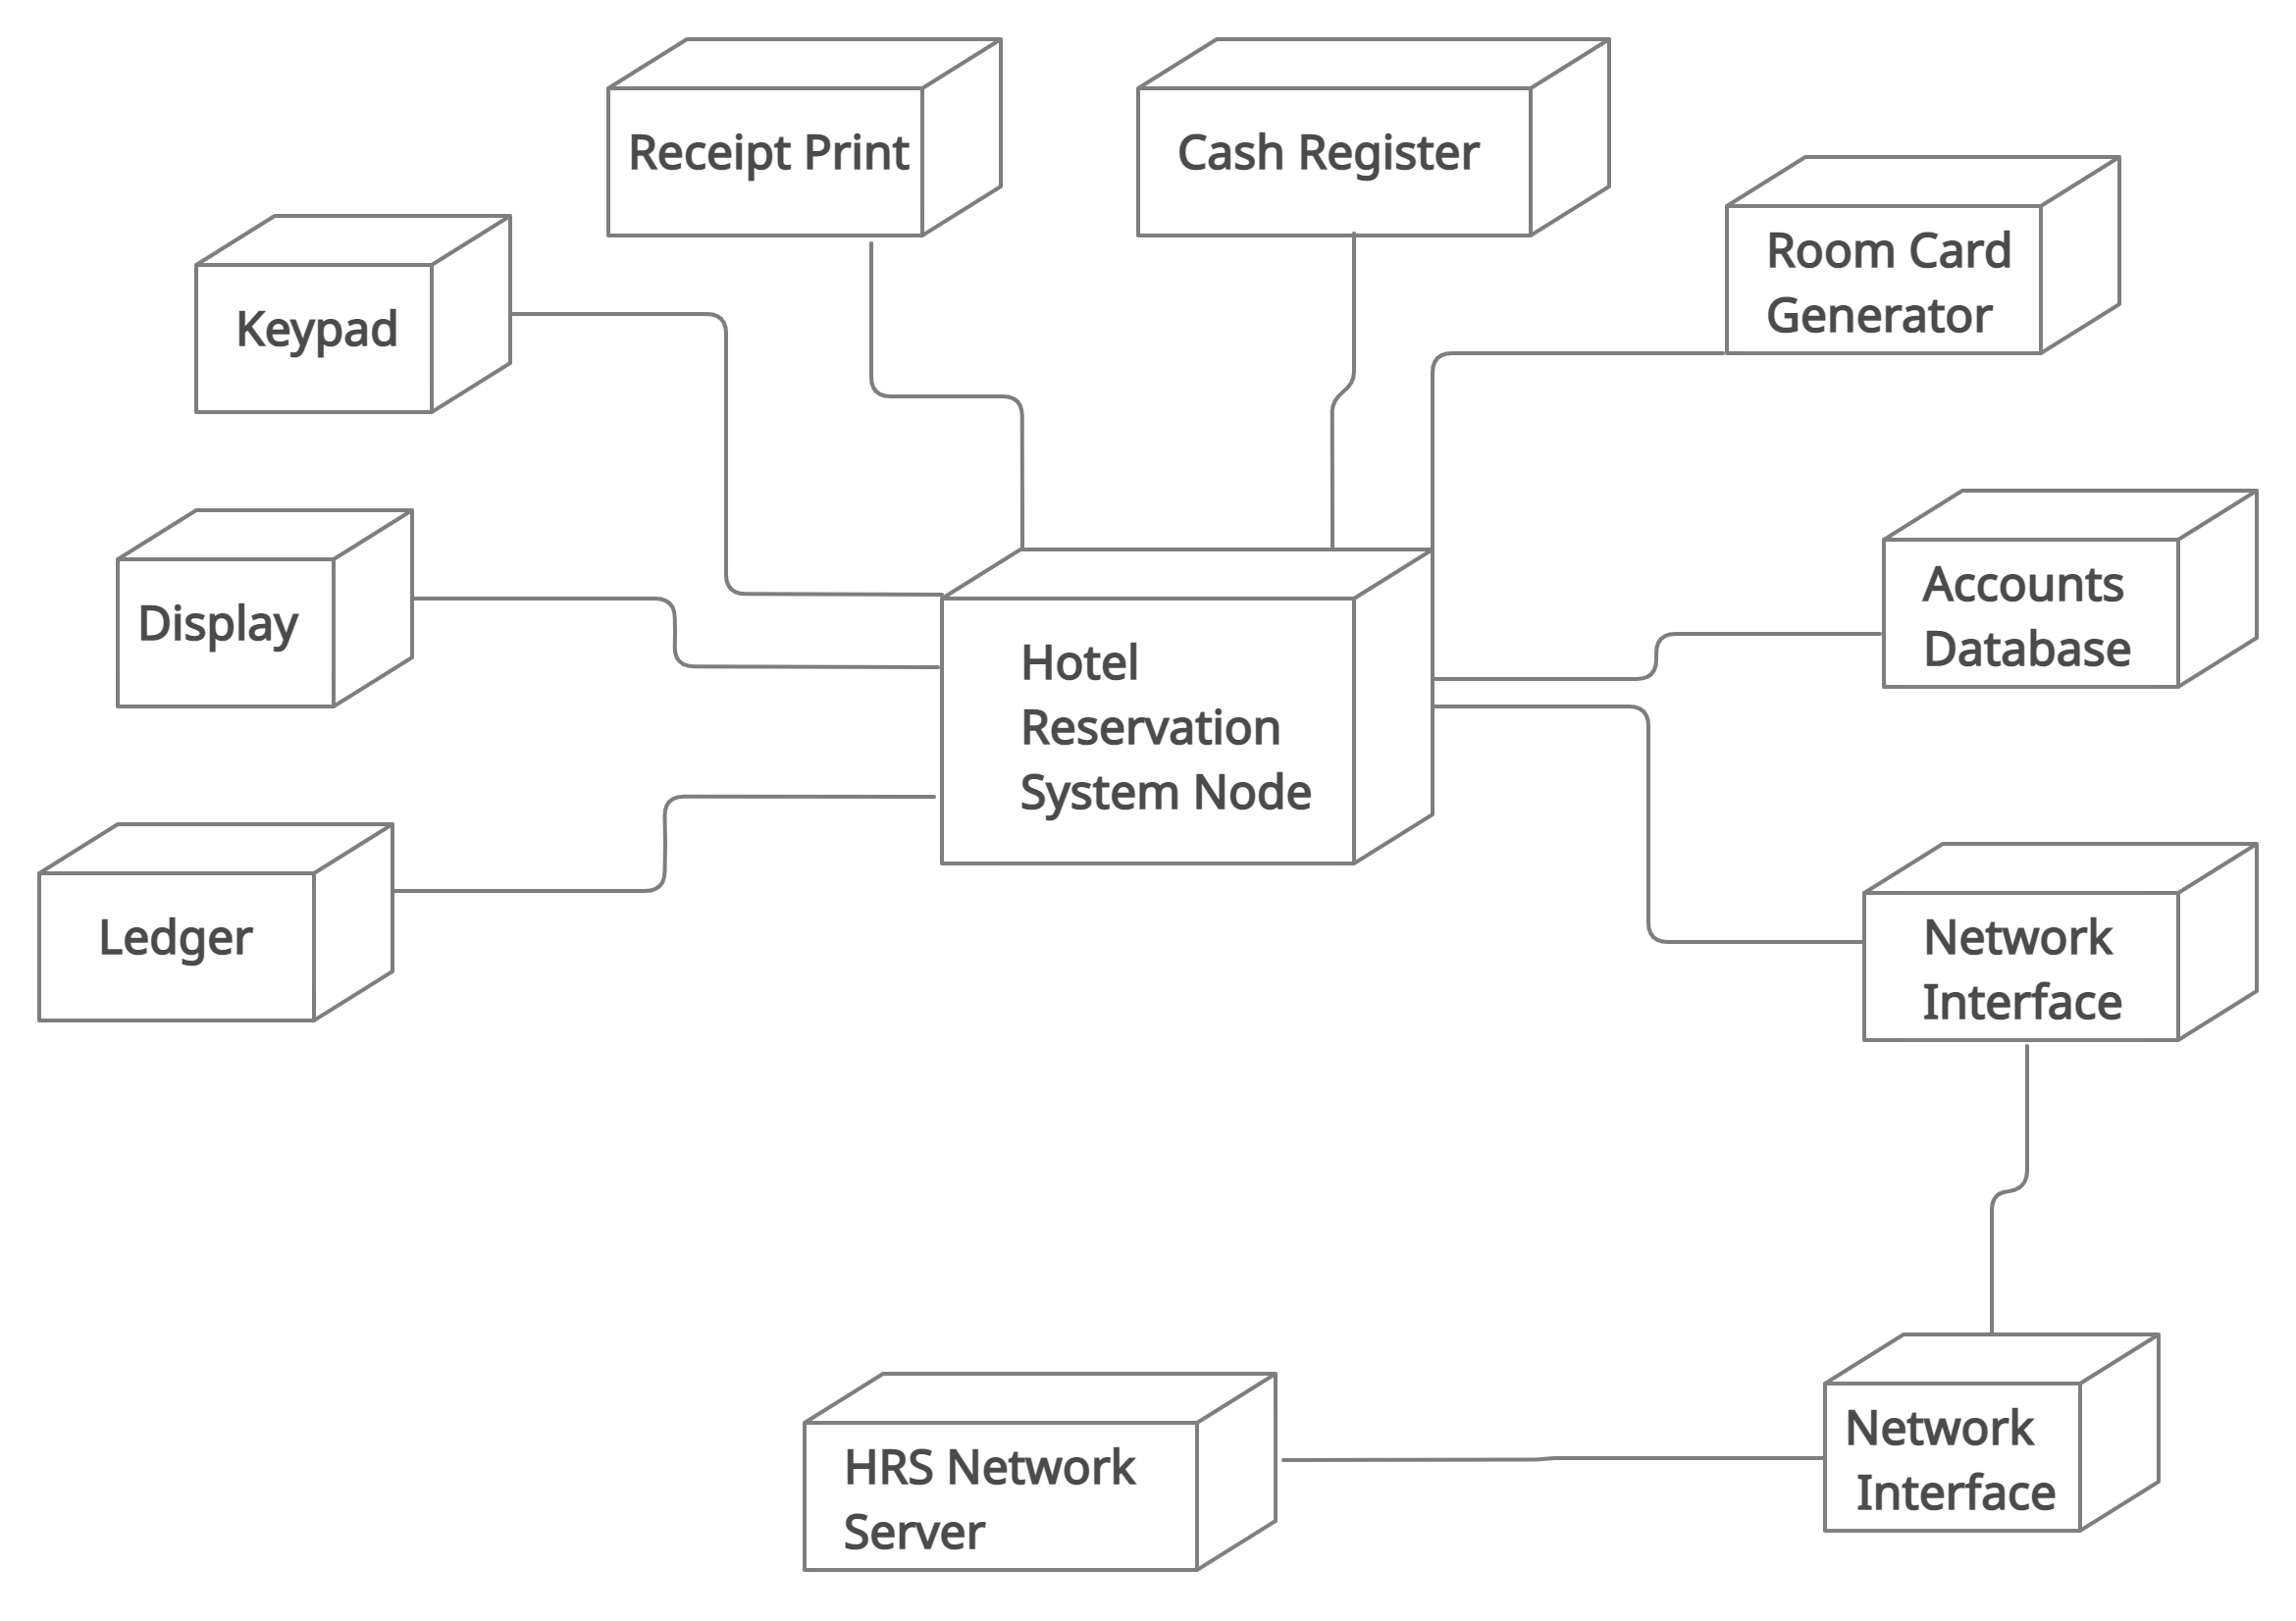 Receipt Print
Cash Register
Room Card
Generator
Keypad
Display
Hotel
Reservation
System Node
Accounts
Database
Ledger
Network
Interface
HRS Network
Server
Network
Interface